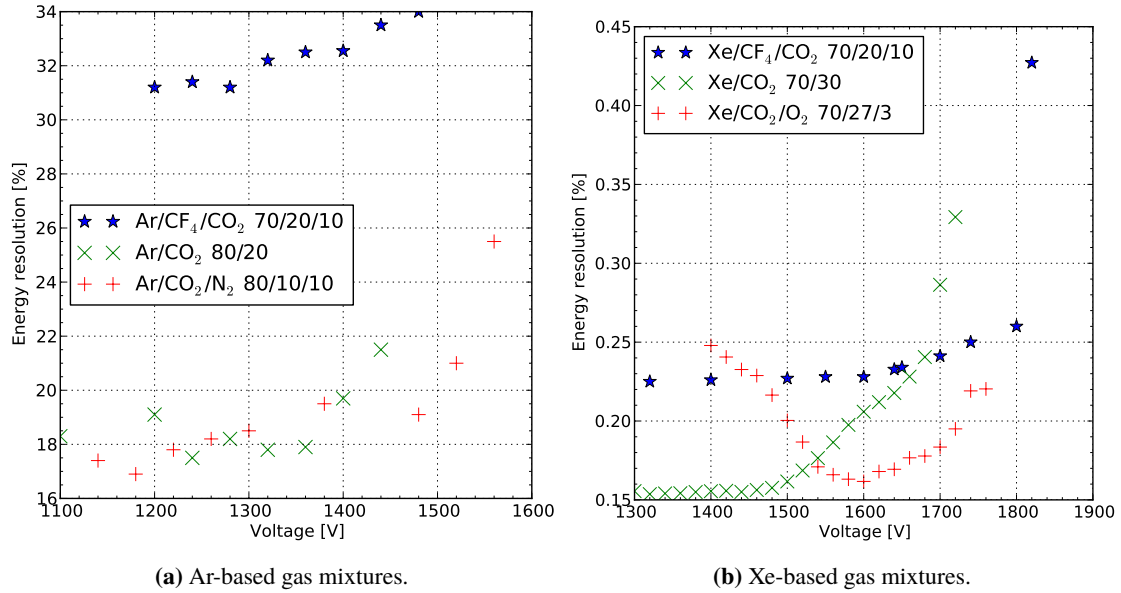 34
32
30
28
26
24
22
20
18
16
Energy resolution [%]
Ar/CF₄/CO₂ 70/20/10
Ar/CO₂ 80/20
Ar/CO₂/N₂ 80/10/10
1100 1200 1300 1400 1500 1600
Voltage [V]
(a) Ar-based gas mixtures.
0.45
0.40
0.35
0.30
0.25
0.20
0.15
Energy resolution [%]
Xe/CF₄/CO₂ 70/20/10
Xe/CO₂ 70/30
Xe/CO₂/O₂ 70/27/3
1300 1400 1500 1600 1700 1800 1900
Voltage [V]
(b) Xe-based gas mixtures.